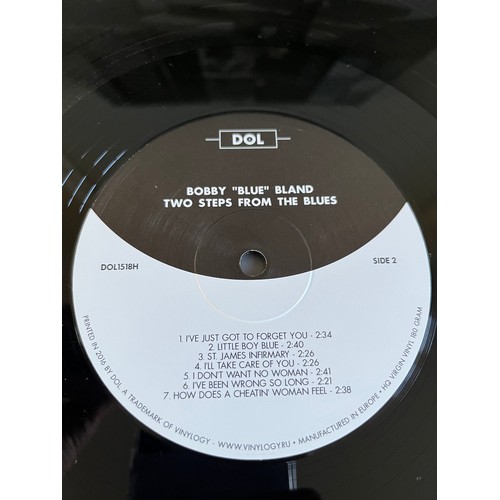 DOL
BOBBY "BLUE" BLAND
TWO STEPS FROM THE BLUES
DOL1518H
SIDE 2
1. I'VE JUST GOT TO FORGET YOU - 2:34
2. LITTLE BOY BLUE - 2:40
3. ST. JAMES INFIRMARY - 2:26
4. I'LL TAKE CARE OF YOU - 2:26
5. I DON'T WANT NO WOMAN - 2:41
6. I'VE BEEN WRONG SO LONG - 2:21
7. HOW DOES A CHEATIN' WOMAN FEEL - 2:38
PRINTED IN 2016 BY DOL, A TRADEMARK OF VINYLOGY - WWW.VINYLOGY.RU • MANUFACTURED IN EUROPE • HQ VIRGIN VINYL 180 GRAM